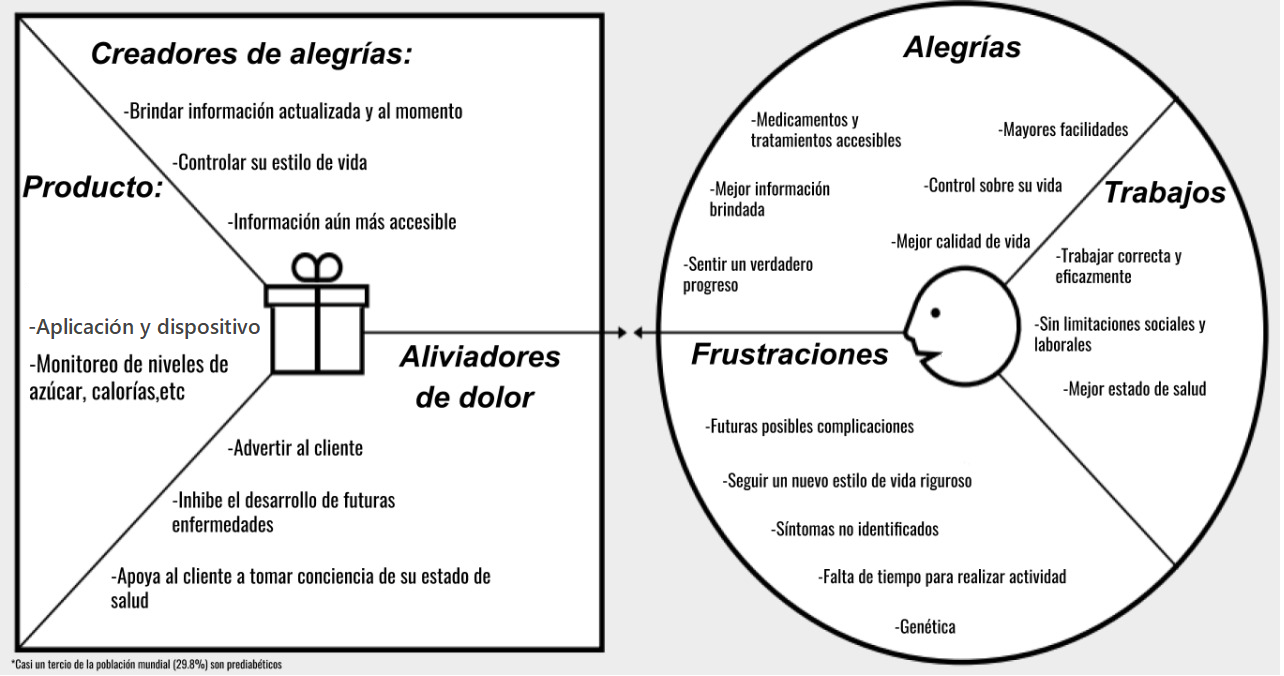 Creadores de alegrías:
-Brindar información actualizada y al momento
-Controlar su estilo de vida
-Información aún más accesible
Producto:
-Aplicación y dispositivo
-Monitoreo de niveles de
azúcar, calorías,etc
Aliviadores
de dolor
-Advertir al cliente
-Inhibe el desarrollo de futuras
enfermedades
-Apoya al cliente a tomar conciencia de su estado de
salud
*Casi un tercio de la población mundial (29.8%) son prediabéticos
Alegrías
-Medicamentos y
tratamientos accesibles
-Mayores facilidades
-Mejor información
brindada
-Control sobre su vida
-Mejor calidad de vida
-Sentir un verdadero
progreso
Trabajos
-Trabajar correcta y
eficazmente
-Sin limitaciones sociales y
laborales
-Mejor estado de salud
Frustraciones
-Futuras posibles complicaciones
-Seguir un nuevo estilo de vida riguroso
-Síntomas no identificados
-Falta de tiempo para realizar actividad
-Genética